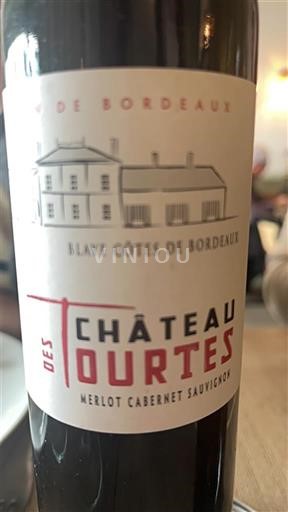 DE BORDEAUX
BLAYE CÔTES DE BORDEAUX
VINIOU
CHÂTEAU
DES TOURTES
MERLOT CABERNET SAUVIGNON